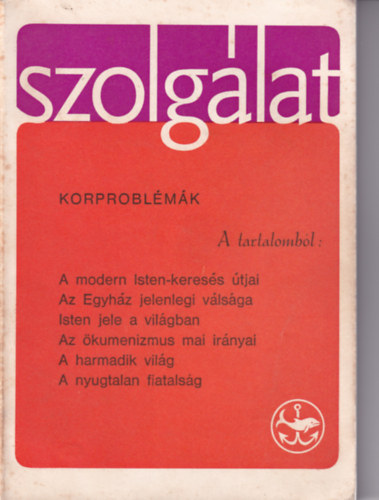 szolgálat
KORPROBLÉMÁK
A tartalomból:
A modern Isten-keresés útjai
Az Egyház jelenlegi válsága
Isten jele a világban
Az ökumenizmus mai irányai
A harmadik világ
A nyugtalan fiatalság